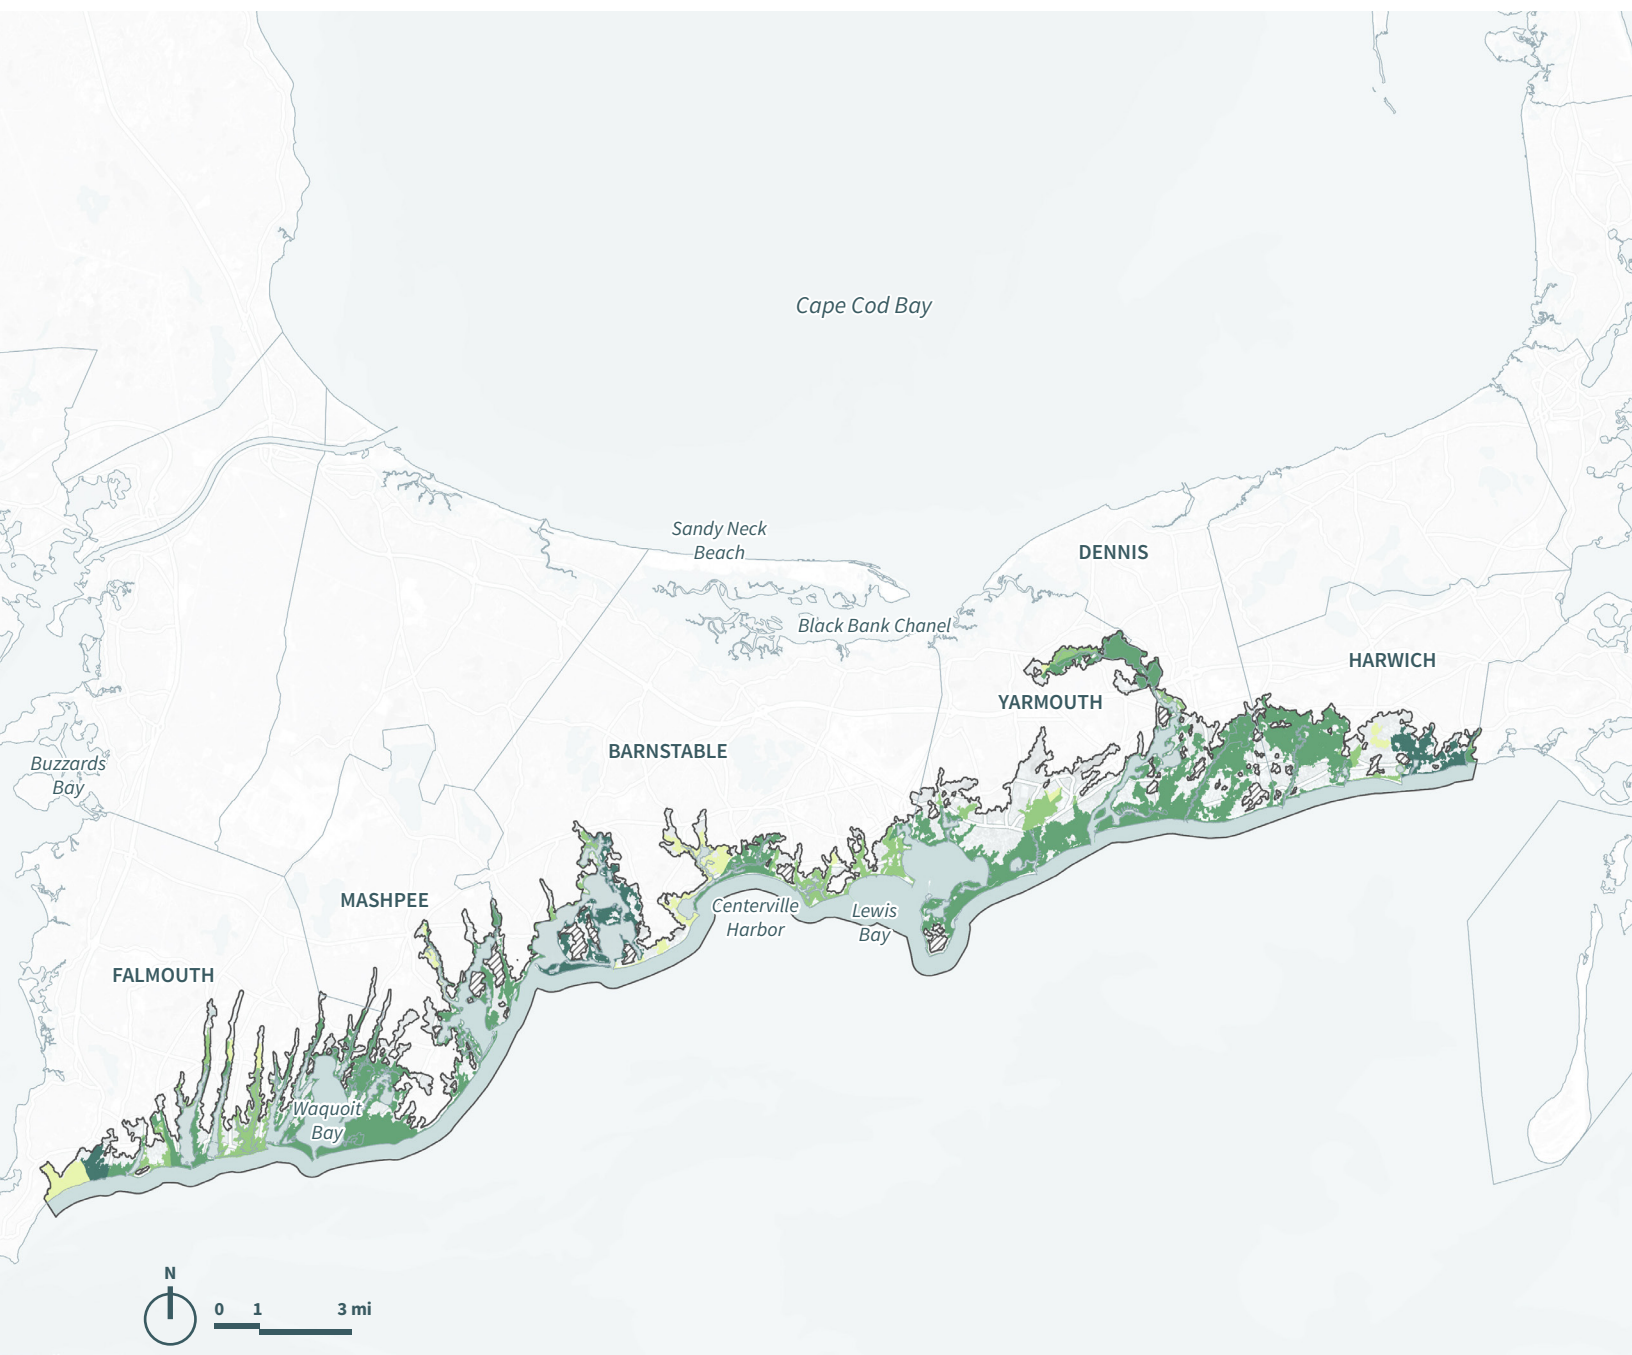 Cape Cod Bay
Sandy Neck
Beach
DENNIS
Black Bank Chanel
HARWICH
YARMOUTH
BARNSTABLE
Buzzards
Bay
MASHPEE
Centerville
Harbor
Lewis
Bay
FALMOUTH
Waquoit
Bay
N
0 1 3 mi